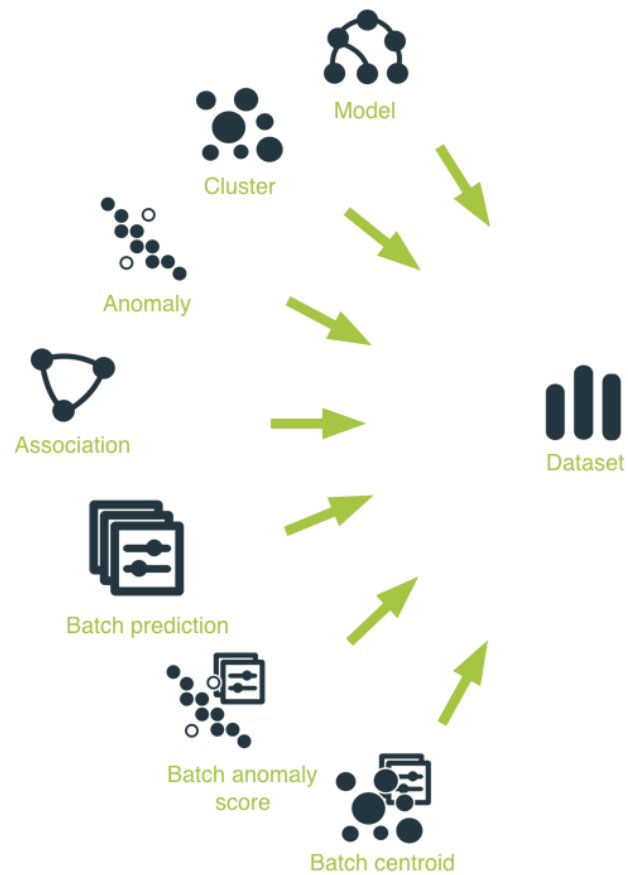 Model
Cluster
Anomaly
Association
Dataset
Batch prediction
Batch anomaly
score
Batch centroid